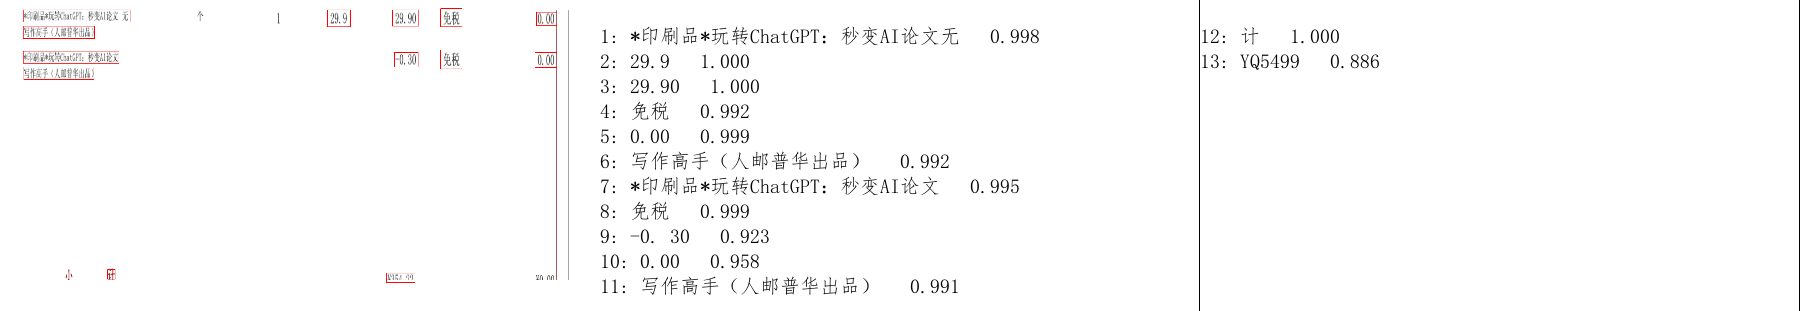 *印刷品*玩转ChatGPT: 秒变AI论文 无 个 1 29.9 29.90 免税 0.00
写作高手（人邮普华出品）
*印刷品*玩转ChatGPT: 秒变AI论文 -0.30 免税 0.00
写作高手（人邮普华出品）
小 计
1: *印刷品*玩转ChatGPT: 秒变AI论文无 0.998
2: 29.9 1.000
3: 29.90 1.000
4: 免税 0.992
5: 0.00 0.999
6: 写作高手（人邮普华出品） 0.992
7: *印刷品*玩转ChatGPT: 秒变AI论文 0.995
8: 免税 0.999
9: -0. 30 0.923
10: 0.00 0.958
11: 写作高手（人邮普华出品） 0.991
12: 计 1.000
13: YQ5499 0.886